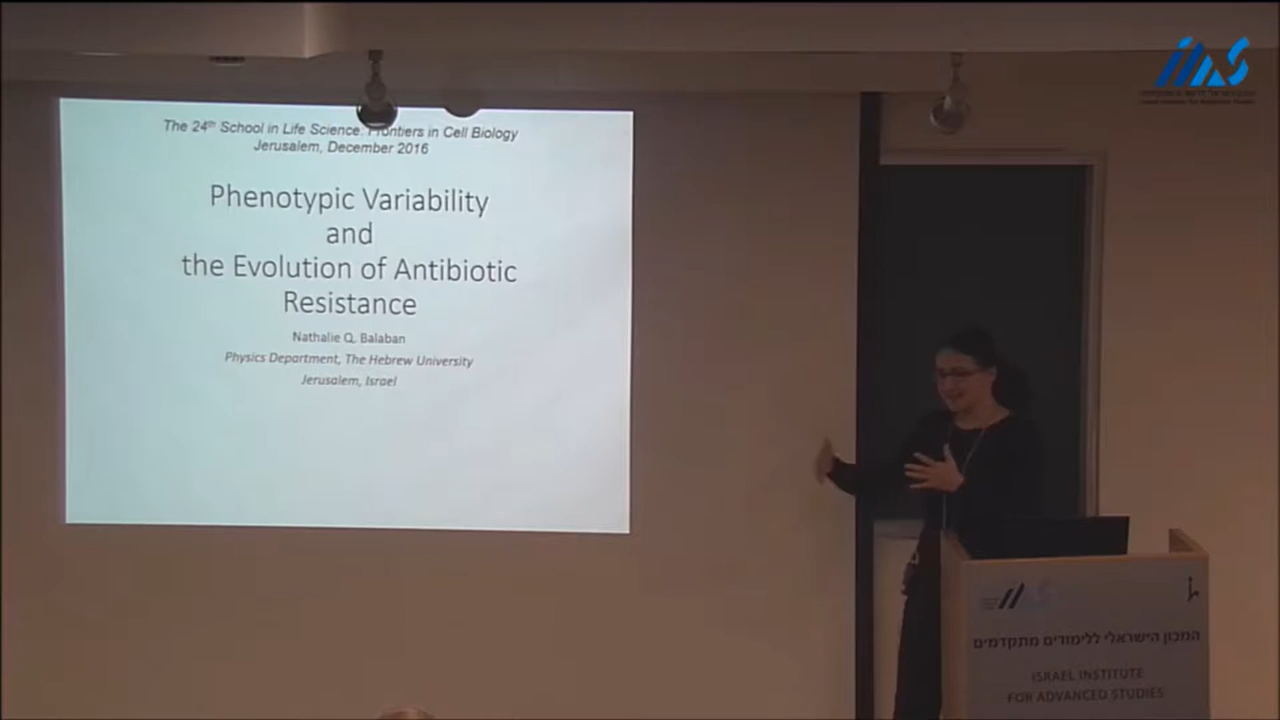 The 24th School in Life Science: Frontiers in Cell Biology
Jerusalem, December 2016
Phenotypic Variability
and
the Evolution of Antibiotic
Resistance
Nathalie Q. Balaban
Physics Department, The Hebrew University
Jerusalem, Israel
המכון הישראלי ללימודים מתקדמים
ISRAEL INSTITUTE
FOR ADVANCED STUDIES